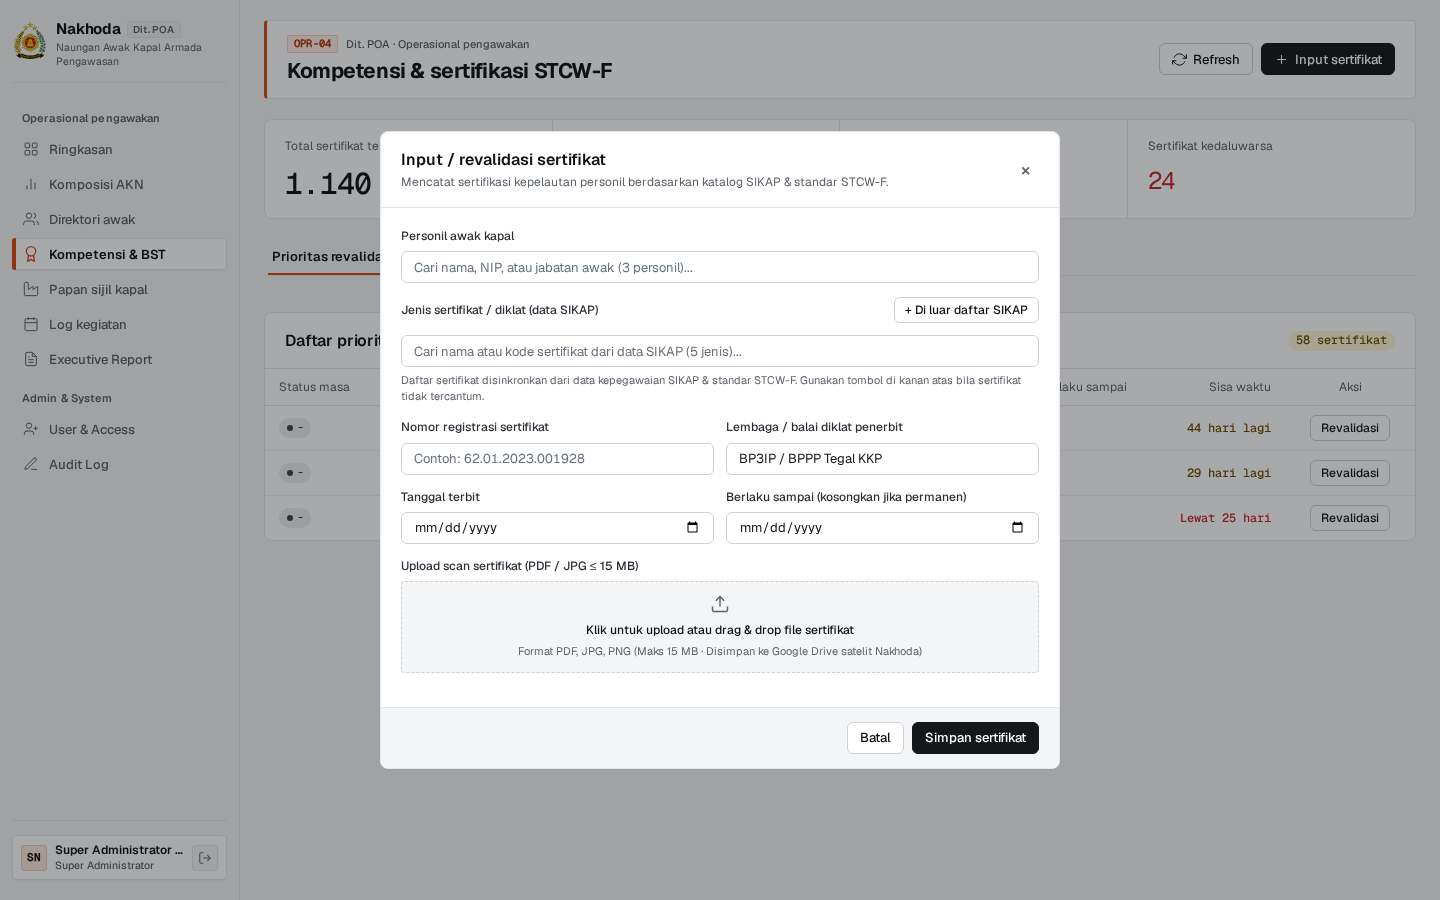 Nakhoda Dit. POA
Naungan Awak Kapal Armada
Pengawasan
Operasional pengawakan
Ringkasan
Komposisi AKN
Direktori awak
Kompetensi & BST
Papan sijil kapal
Log kegiatan
Executive Report
Admin & System
User & Access
Audit Log
SN
Super Administrator ...
Super Administrator
OPR-04 Dit. POA · Operasional pengawakan
Kompetensi & sertifikasi STCW-F
Refresh
+ Input sertifikat
Total sertifikat te
1.140
Sertifikat kedaluwarsa
24
Prioritas revalida
Daftar priorit
58 sertifikat
Status masa
laku sampai
Sisa waktu
Aksi
-
44 hari lagi
Revalidasi
-
29 hari lagi
Revalidasi
-
Lewat 25 hari
Revalidasi
Input / revalidasi sertifikat
Mencatat sertifikasi kepelautan personil berdasarkan katalog SIKAP & standar STCW-F.
×
Personil awak kapal
Cari nama, NIP, atau jabatan awak (3 personil)...
Jenis sertifikat / diklat (data SIKAP)
+ Di luar daftar SIKAP
Cari nama atau kode sertifikat dari data SIKAP (5 jenis)...
Daftar sertifikat disinkronkan dari data kepegawaian SIKAP & standar STCW-F. Gunakan tombol di kanan atas bila sertifikat
tidak tercantum.
Nomor registrasi sertifikat
Contoh: 62.01.2023.001928
Lembaga / balai diklat penerbit
BP3IP / BPPP Tegal KKP
Tanggal terbit
mm/dd/yyyy
Berlaku sampai (kosongkan jika permanen)
mm/dd/yyyy
Upload scan sertifikat (PDF / JPG ≤ 15 MB)
Klik untuk upload atau drag & drop file sertifikat
Format PDF, JPG, PNG (Maks 15 MB · Disimpan ke Google Drive satelit Nakhoda)
Batal
Simpan sertifikat